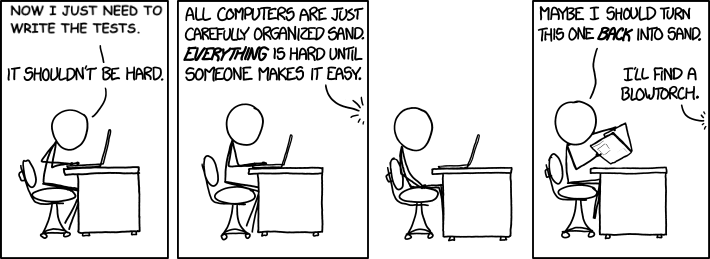 NOW I JUST NEED TO
WRITE THE TESTS.
IT SHOULDN'T BE HARD.
ALL COMPUTERS ARE JUST
CAREFULLY ORGANIZED SAND.
EVERYTHING IS HARD UNTIL
SOMEONE MAKES IT EASY.
MAYBE I SHOULD TURN
THIS ONE BACK INTO SAND.
I'LL FIND A
BLOWTORCH.